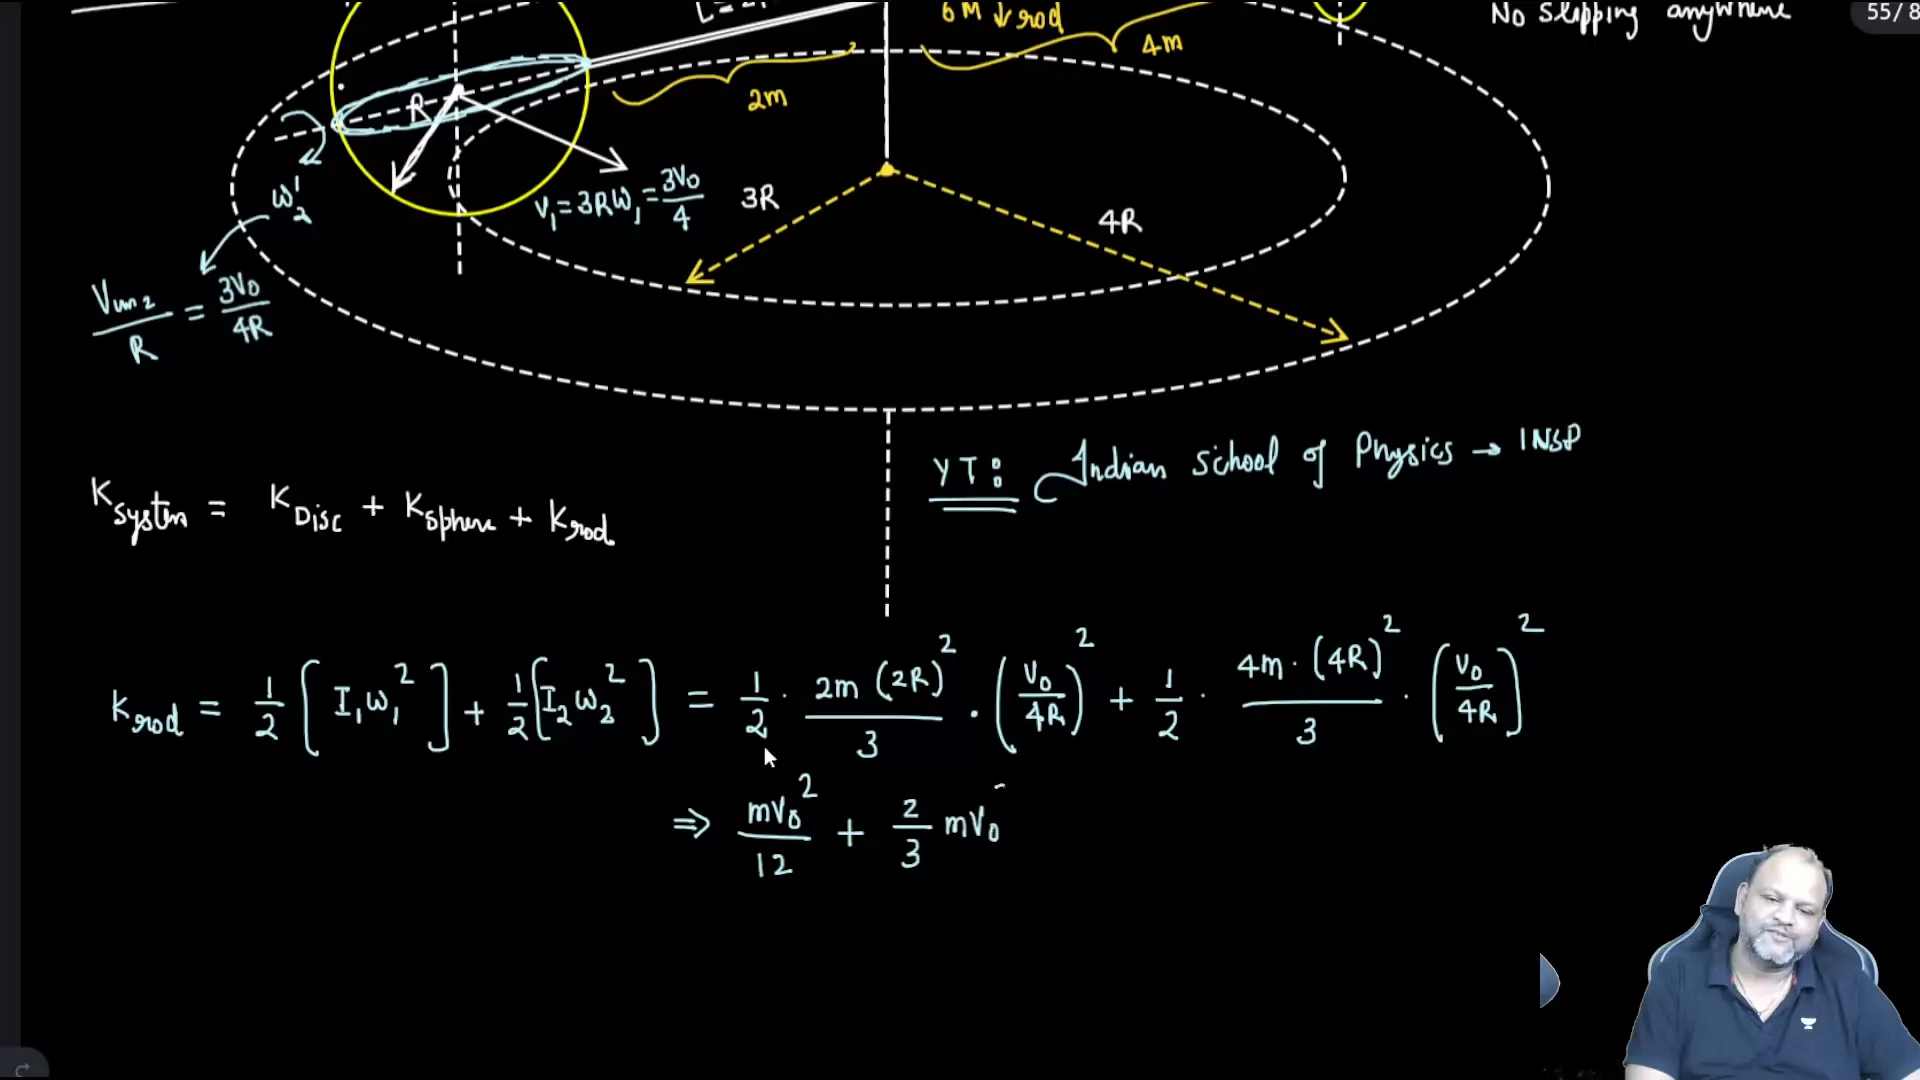 6M ↓ rod
No slipping anywhere
55/8
4m
2m
R
ω₂'
V₁ = 3Rω₁ = 3V₀/4
3R
4R
V_cm2/R = 3V₀/4R
YT: Indian School of Physics → INSP
K_system = K_Disc + K_Sphere + K_rod
K_rod = 1/2 [I₁ω₁²] + 1/2 [I₂ω₂²] = 1/2 · 2m (2R)²/3 · (V₀/4R)² + 1/2 · 4m · (4R)²/3 · (V₀/4R)²
⇒ mV₀²/12 + 2/3 mV₀